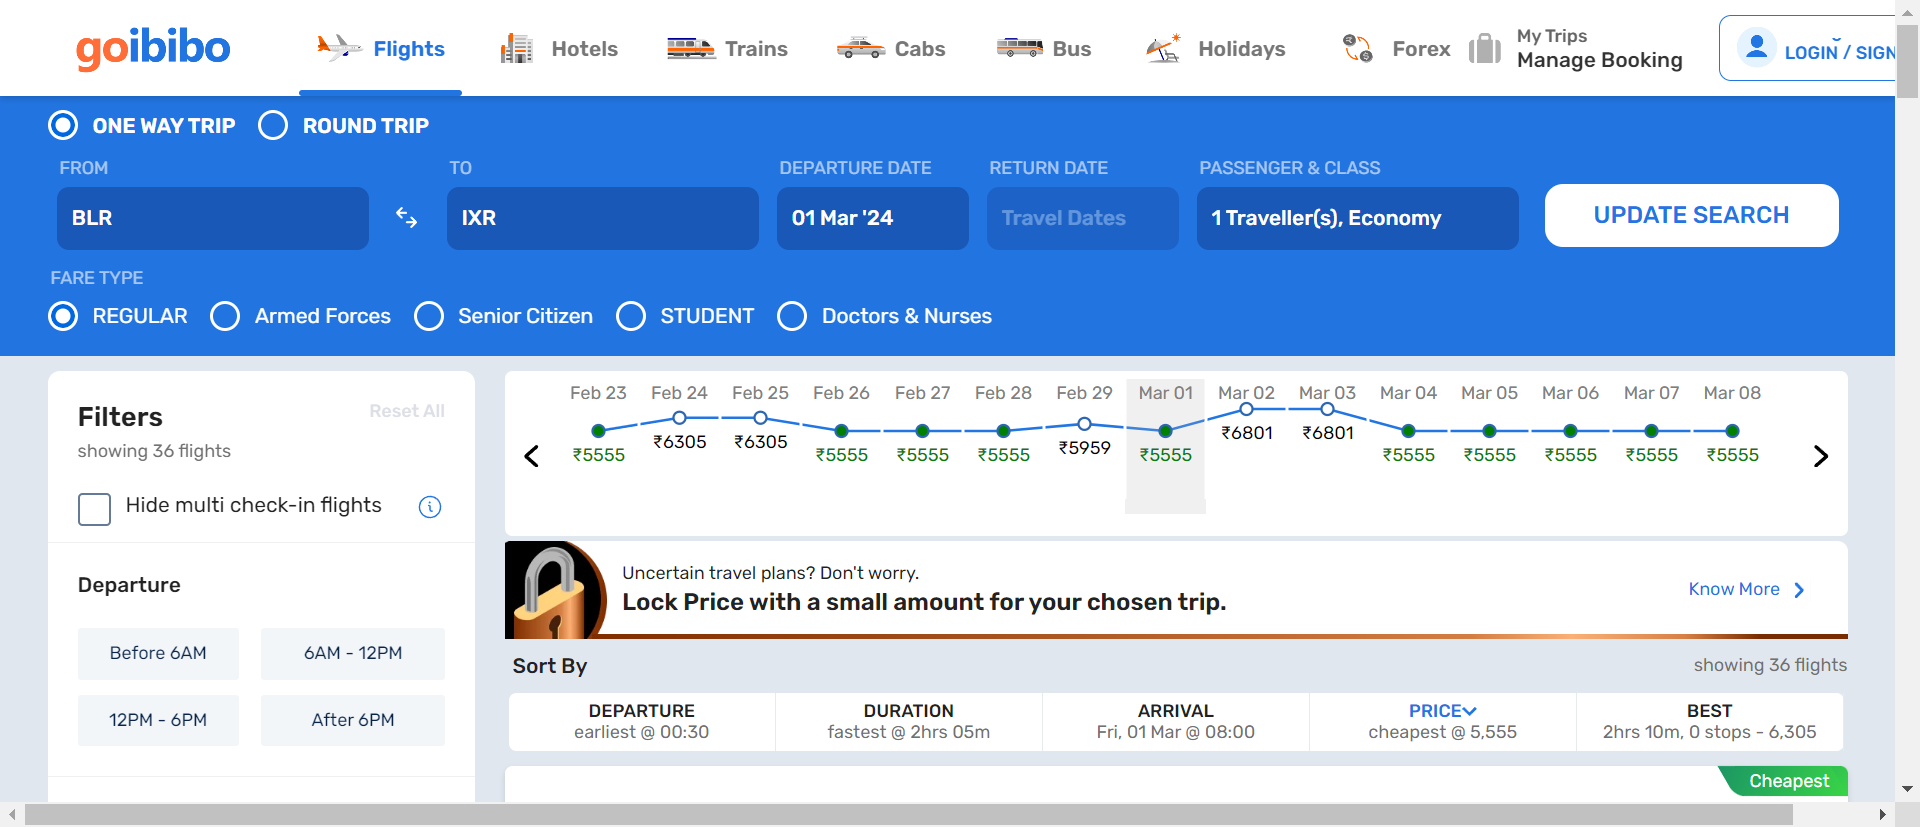 goibibo
Flights
Hotels
Trains
Cabs
Bus
Holidays
Forex
My Trips
Manage Booking
LOGIN / SIGN
ONE WAY TRIP
ROUND TRIP
FROM
TO
DEPARTURE DATE
RETURN DATE
PASSENGER & CLASS
BLR
IXR
01 Mar '24
Travel Dates
1 Traveller(s), Economy
UPDATE SEARCH
FARE TYPE
REGULAR
Armed Forces
Senior Citizen
STUDENT
Doctors & Nurses
Filters
Reset All
showing 36 flights
Hide multi check-in flights
Departure
Before 6AM
6AM - 12PM
12PM - 6PM
After 6PM
Feb 23 Feb 24 Feb 25 Feb 26 Feb 27 Feb 28 Feb 29 Mar 01 Mar 02 Mar 03 Mar 04 Mar 05 Mar 06 Mar 07 Mar 08
₹5555 ₹6305 ₹6305 ₹5555 ₹5555 ₹5555 ₹5959 ₹5555 ₹6801 ₹6801 ₹5555 ₹5555 ₹5555 ₹5555 ₹5555
Uncertain travel plans? Don't worry.
Lock Price with a small amount for your chosen trip.
Know More
Sort By
showing 36 flights
DEPARTURE
earliest @ 00:30
DURATION
fastest @ 2hrs 05m
ARRIVAL
Fri, 01 Mar @ 08:00
PRICE
cheapest @ 5,555
BEST
2hrs 10m, 0 stops - 6,305
Cheapest